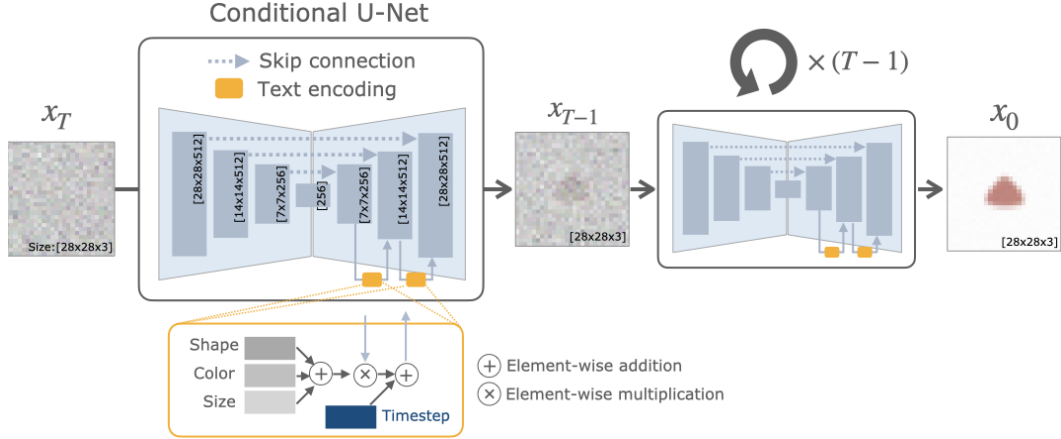 Conditional U-Net
Skip connection
Text encoding
× (T − 1)
x_T
x_{T−1}
x_0
[28x28x512]
[14x14x512]
[7x7x256]
[256]
[7x7x256]
[14x14x512]
[28x28x512]
Size:[28x28x3]
[28x28x3]
[28x28x3]
Shape
Color
Size
+
×
+
Timestep
+ Element-wise addition
× Element-wise multiplication